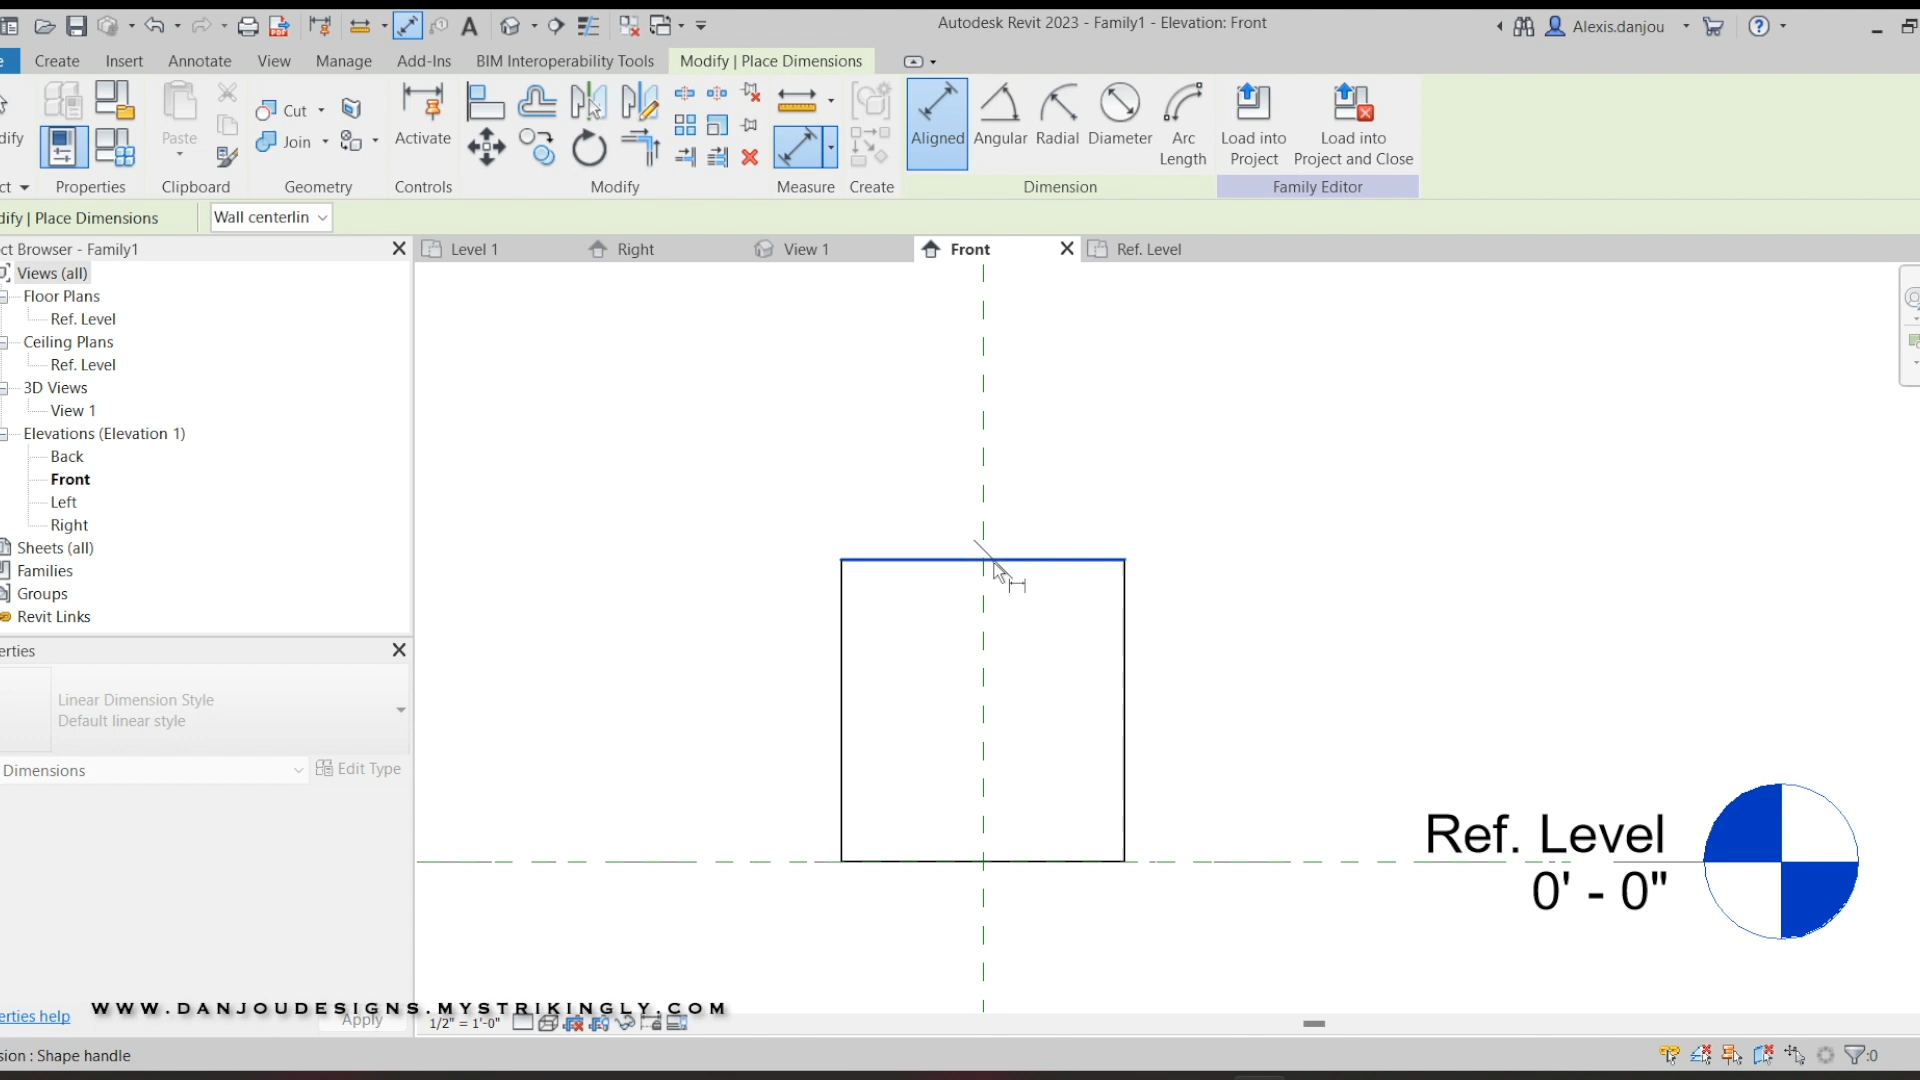 Autodesk Revit 2023 - Family1 - Elevation: Front
Alexis.danjou
Create Insert Annotate View Manage Add-Ins BIM Interoperability Tools Modify | Place Dimensions
dify
Paste
Cut
Join
Activate
Aligned Angular Radial Diameter Arc Length
Load into Project
Load into Project and Close
ct Properties Clipboard Geometry Controls Modify Measure Create Dimension Family Editor
dify | Place Dimensions
Wall centerlin
ct Browser - Family1
Level 1
Right
View 1
Front
Ref. Level
Views (all)
Floor Plans
Ref. Level
Ceiling Plans
Ref. Level
3D Views
View 1
Elevations (Elevation 1)
Back
Front
Left
Right
Sheets (all)
Families
Groups
Revit Links
erties
Linear Dimension Style
Default linear style
Dimensions
Edit Type
Ref. Level
0' - 0"
WWW.DANJOUDESIGNS.MYSTRIKINGLY.COM
erties help
Apply
1/2" = 1'-0"
sion : Shape handle
:0